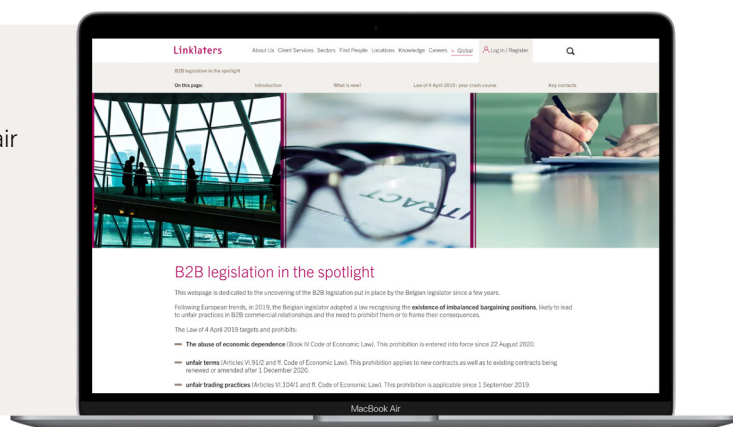 air
Linklaters
About Us Client Services Sectors Find People Locations Knowledge Careers > Global Log in / Register
B2B legislation in the spotlight
On this page: Introduction What is new? Law of 4 April 2019: your crash course Key contacts
CONTRACT
B2B legislation in the spotlight
This webpage is dedicated to the uncovering of the B2B legislation put in place by the Belgian legislator since a few years.
Following European trends, in 2019, the Belgian legislator adopted a law recognising the existence of imbalanced bargaining positions, likely to lead
to unfair practices in B2B commercial relationships and the need to prohibit them or to frame their consequences.
The Law of 4 April 2019 targets and prohibits:
The abuse of economic dependence (Book IV Code of Economic Law). This prohibition is entered into force since 22 August 2020.
unfair terms (Articles VI.91/2 and ff. Code of Economic Law). This prohibition applies to new contracts as well as to existing contracts being
renewed or amended after 1 December 2020.
unfair trading practices (Articles VI.104/1 and ff. Code of Economic Law). This prohibition is applicable since 1 September 2019.
MacBook Air